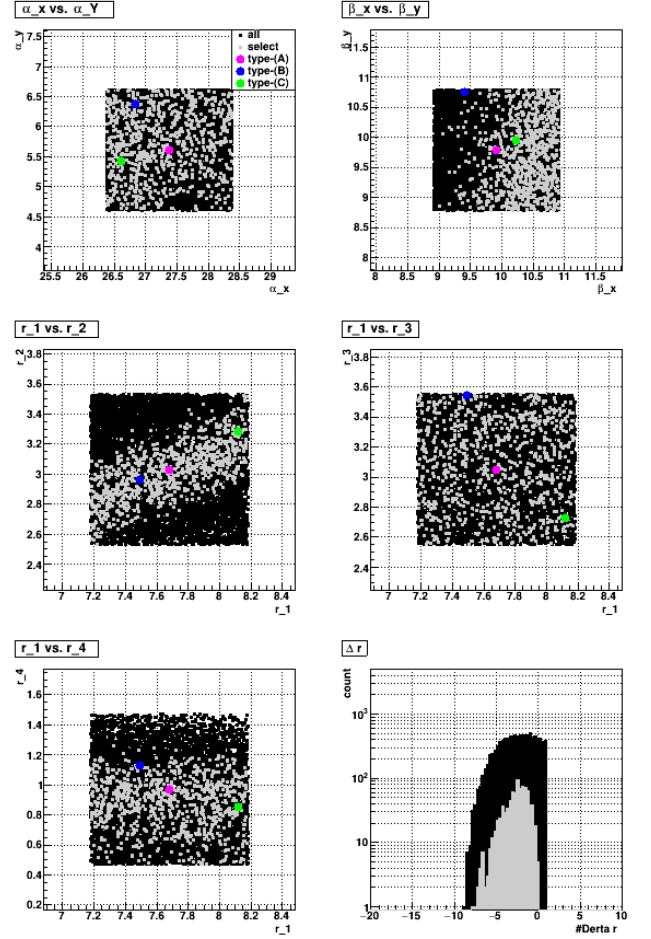 α_x vs. α_Y
α_y
7.5
7
6.5
6
5.5
5
4.5
4
25.5 26 26.5 27 27.5 28 28.5 29
α_x
all
select
type-(A)
type-(B)
type-(C)
β_x vs. β_y
β_y
11.5
11
10.5
10
9.5
9
8.5
8
8 8.5 9 9.5 10 10.5 11 11.5
β_x
r_1 vs. r_2
r_2
3.8
3.6
3.4
3.2
3
2.8
2.6
2.4
7 7.2 7.4 7.6 7.8 8 8.2 8.4
r_1
r_1 vs. r_3
r_3
3.8
3.6
3.4
3.2
3
2.8
2.6
2.4
7 7.2 7.4 7.6 7.8 8 8.2 8.4
r_1
r_1 vs. r_4
r_4
1.6
1.4
1.2
1
0.8
0.6
0.4
0.2
7 7.2 7.4 7.6 7.8 8 8.2 8.4
r_1
Δ r
count
10³
10²
10
1
−20 −15 −10 −5 0 5 10
#Derta r